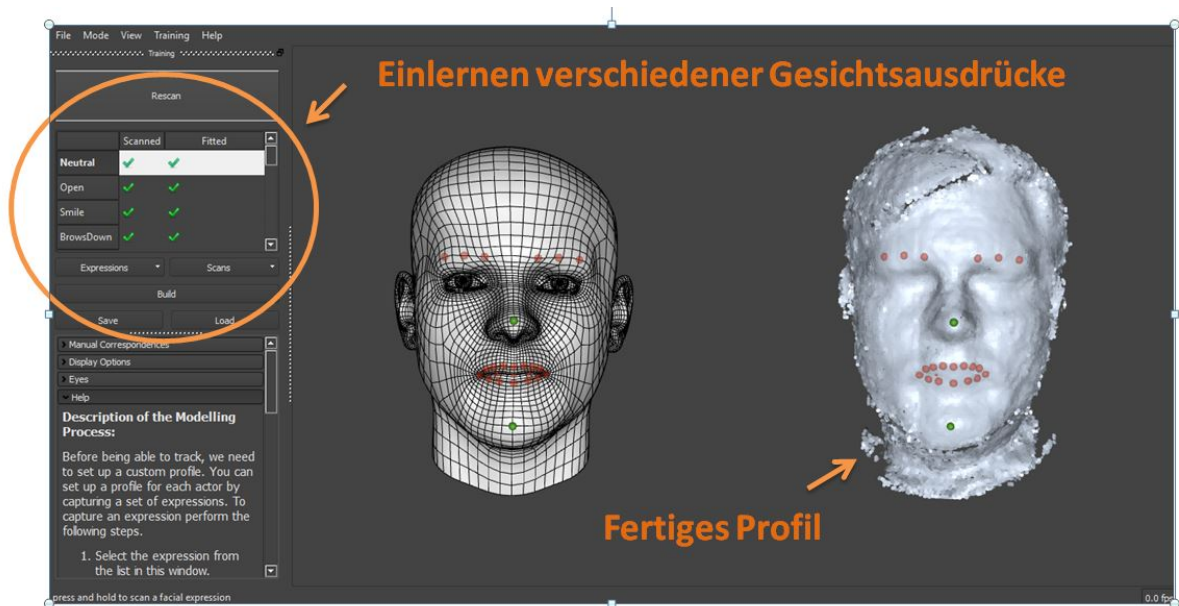 File Mode View Training Help
Training
Rescan
Scanned Fitted
Neutral
Open
Smile
BrowsDown
Expressions Scans
Build
Save Load
Manual Correspondences
Display Options
Eyes
Help
Description of the Modelling
Process:
Before being able to track, we need
to set up a custom profile. You can
set up a profile for each actor by
capturing a set of expressions. To
capture an expression perform the
following steps.
1. Select the expression from
the list in this window.
press and hold to scan a facial expression
Einlernen verschiedener Gesichtsausdrücke
Fertiges Profil
0.0 fps